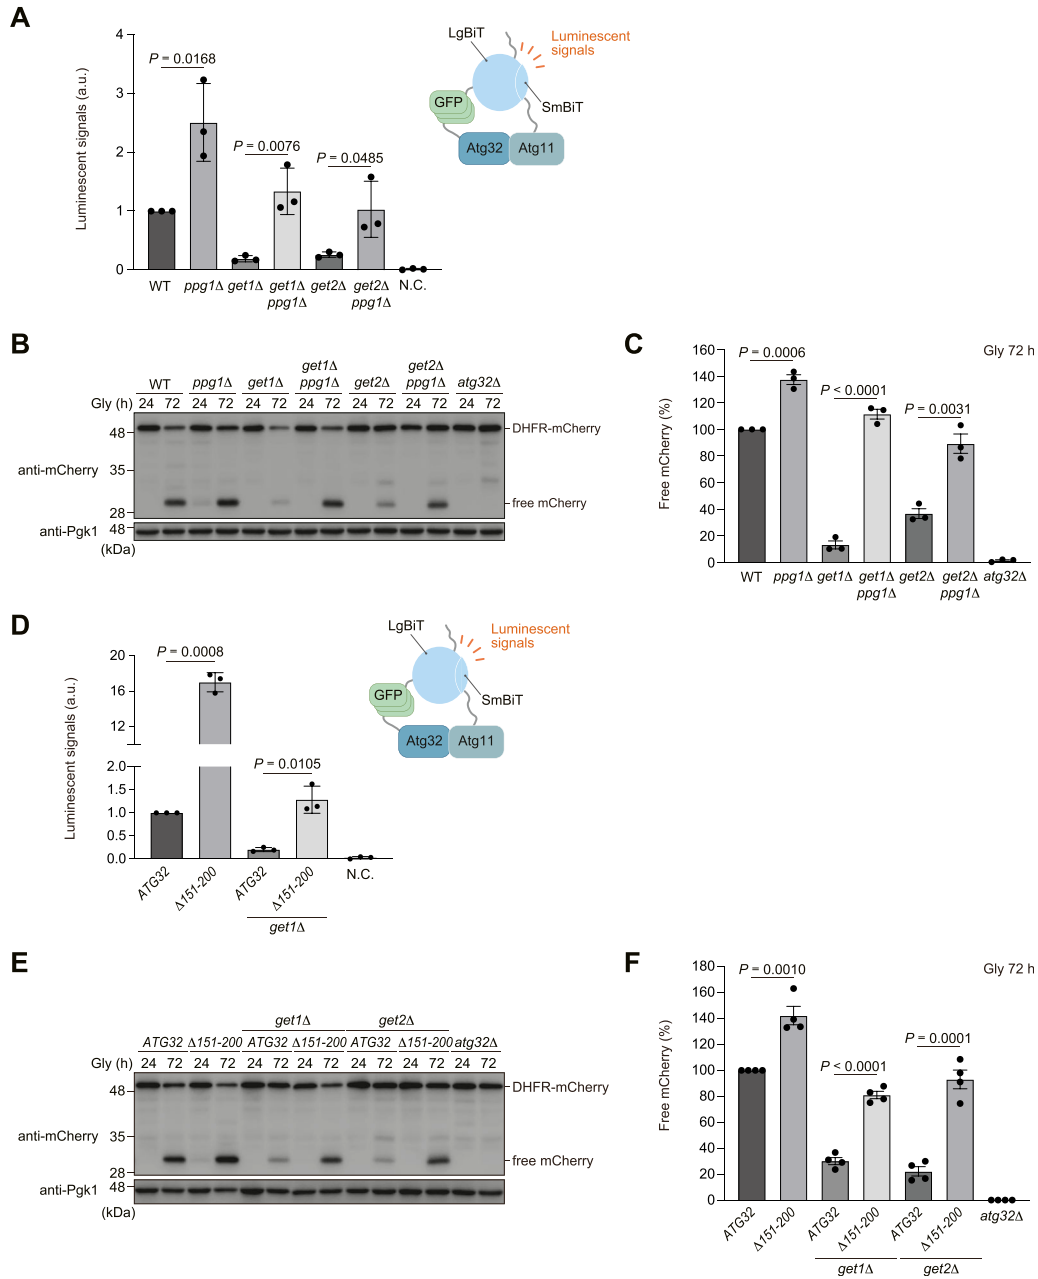 A
Luminescent signals (a.u.)
4
3
2
1
0
P = 0.0168
P = 0.0076
P = 0.0485
WT
ppg1Δ
get1Δ
get1Δ
ppg1Δ
get2Δ
get2Δ
ppg1Δ
N.C.
LgBiT
Luminescent
signals
GFP
SmBiT
Atg32
Atg11
B
WT
ppg1Δ
get1Δ
get1Δ
ppg1Δ
get2Δ
get2Δ
ppg1Δ
atg32Δ
Gly (h) 24 72 24 72 24 72 24 72 24 72 24 72 24 72
48
35
28
48
(kDa)
anti-mCherry
anti-Pgk1
DHFR-mCherry
free mCherry
C
Gly 72 h
Free mCherry (%)
160
140
120
100
80
60
40
20
0
P = 0.0006
P < 0.0001
P = 0.0031
WT
ppg1Δ
get1Δ
get1Δ
ppg1Δ
get2Δ
get2Δ
ppg1Δ
atg32Δ
D
Luminescent signals (a.u.)
20
16
12
2.0
1.5
1.0
0.5
0.0
P = 0.0008
P = 0.0105
ATG32
Δ151-200
ATG32
Δ151-200
N.C.
get1Δ
LgBiT
Luminescent
signals
GFP
SmBiT
Atg32
Atg11
E
get1Δ
get2Δ
ATG32 Δ151-200 ATG32 Δ151-200 ATG32 Δ151-200 atg32Δ
Gly (h) 24 72 24 72 24 72 24 72 24 72 24 72 24 72
48
35
28
48
(kDa)
anti-mCherry
anti-Pgk1
DHFR-mCherry
free mCherry
F
Gly 72 h
Free mCherry (%)
180
160
140
120
100
80
60
40
20
0
P = 0.0010
P < 0.0001
P = 0.0001
ATG32
Δ151-200
ATG32
Δ151-200
ATG32
Δ151-200
atg32Δ
get1Δ
get2Δ